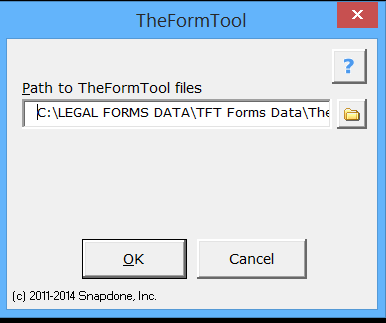 TheFormTool
?
Path to TheFormTool files
C:\LEGAL FORMS DATA\TFT Forms Data\The
OK
Cancel
(c) 2011-2014 Snapdone, Inc.